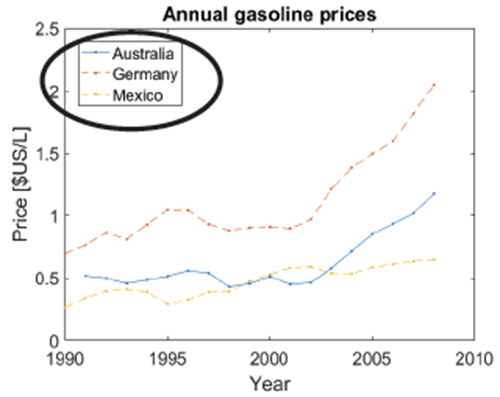 Annual gasoline prices
2.5
Australia
Germany
Mexico
2
1.5
1
0.5
0
Price [$US/L]
1990 1995 2000 2005 2010
Year